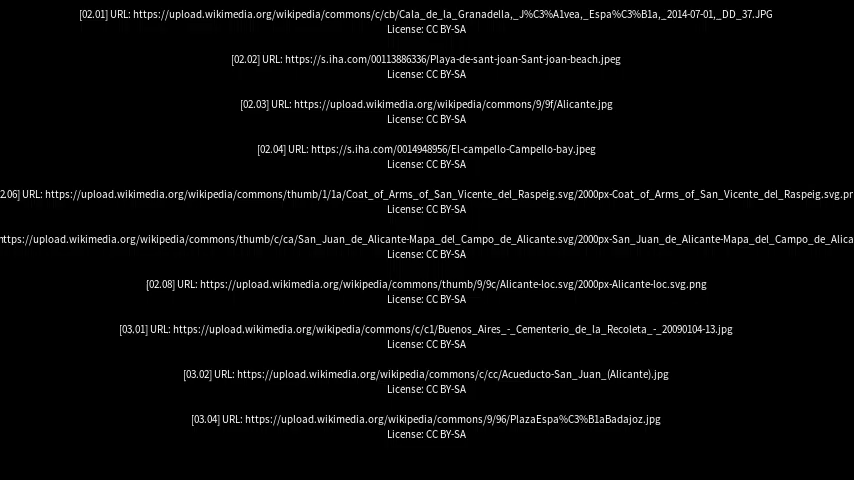 [02.01] URL: https://upload.wikimedia.org/wikipedia/commons/c/cb/Cala_de_la_Granadella,_J%C3%A1vea,_Espa%C3%B1a,_2014-07-01,_DD_37.JPG
License: CC BY-SA
[02.02] URL: https://s.iha.com/00113886336/Playa-de-sant-joan-Sant-joan-beach.jpeg
License: CC BY-SA
[02.03] URL: https://upload.wikimedia.org/wikipedia/commons/9/9f/Alicante.jpg
License: CC BY-SA
[02.04] URL: https://s.iha.com/0014948956/El-campello-Campello-bay.jpeg
License: CC BY-SA
2.06] URL: https://upload.wikimedia.org/wikipedia/commons/thumb/1/1a/Coat_of_Arms_of_San_Vicente_del_Raspeig.svg/2000px-Coat_of_Arms_of_San_Vicente_del_Raspeig.svg.pr
License: CC BY-SA
https://upload.wikimedia.org/wikipedia/commons/thumb/c/ca/San_Juan_de_Alicante-Mapa_del_Campo_de_Alicante.svg/2000px-San_Juan_de_Alicante-Mapa_del_Campo_de_Alica
License: CC BY-SA
[02.08] URL: https://upload.wikimedia.org/wikipedia/commons/thumb/9/9c/Alicante-loc.svg/2000px-Alicante-loc.svg.png
License: CC BY-SA
[03.01] URL: https://upload.wikimedia.org/wikipedia/commons/c/c1/Buenos_Aires_-_Cementerio_de_la_Recoleta_-_20090104-13.jpg
License: CC BY-SA
[03.02] URL: https://upload.wikimedia.org/wikipedia/commons/c/cc/Acueducto-San_Juan_(Alicante).jpg
License: CC BY-SA
[03.04] URL: https://upload.wikimedia.org/wikipedia/commons/9/96/PlazaEspa%C3%B1aBadajoz.jpg
License: CC BY-SA